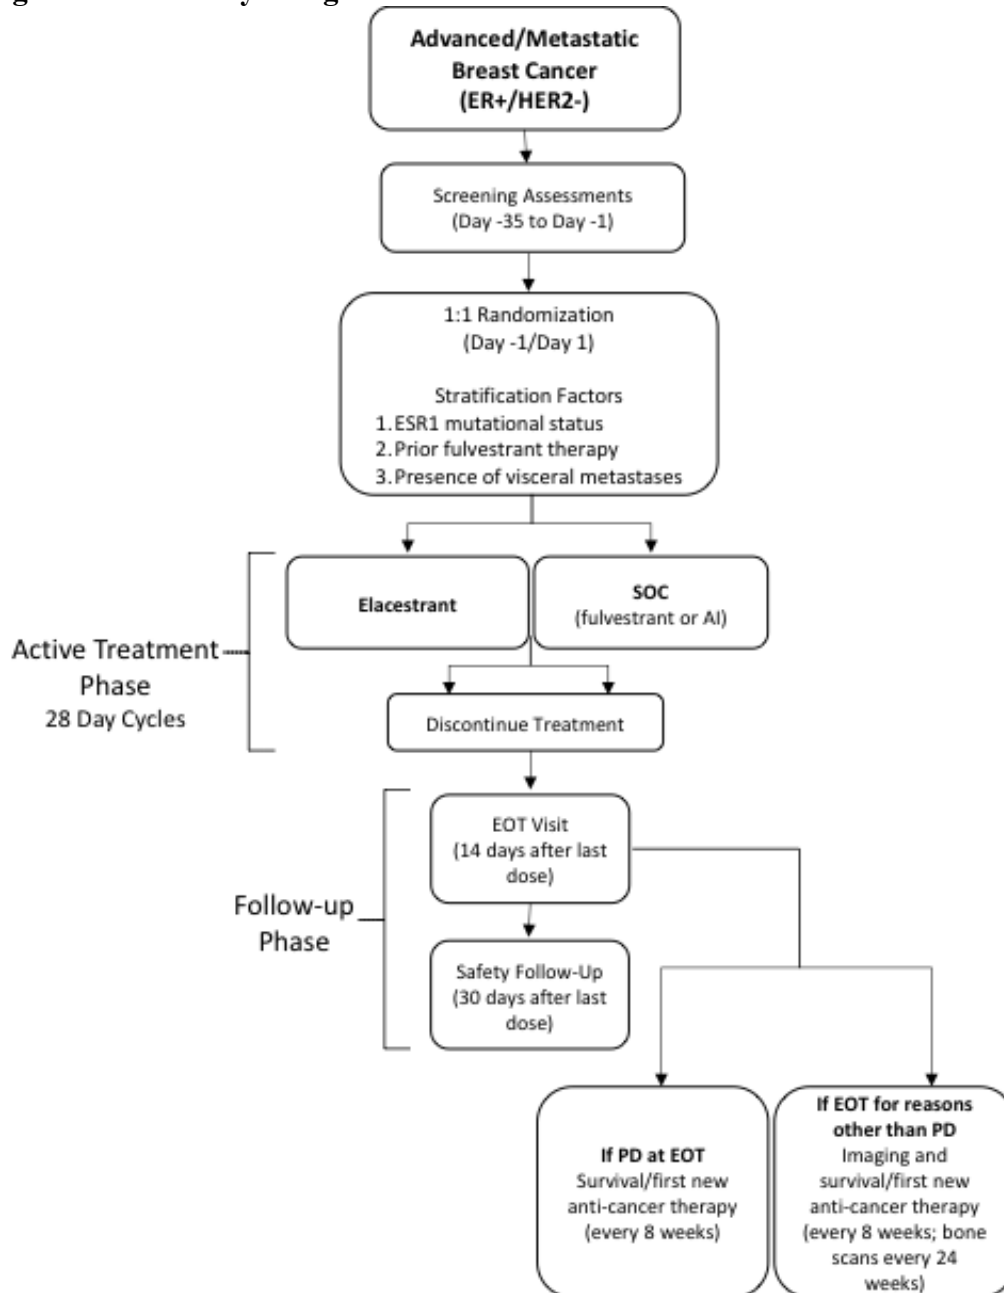 Advanced/Metastatic
Breast Cancer
(ER+/HER2-)
Screening Assessments
(Day -35 to Day -1)
1:1 Randomization
(Day -1/Day 1)
Stratification Factors
1. ESR1 mutational status
2. Prior fulvestrant therapy
3. Presence of visceral metastases
Elacestrant
SOC
(fulvestrant or AI)
Active Treatment
Phase
28 Day Cycles
Discontinue Treatment
EOT Visit
(14 days after last
dose)
Follow-up
Phase
Safety Follow-Up
(30 days after last
dose)
If PD at EOT
Survival/first new
anti-cancer therapy
(every 8 weeks)
If EOT for reasons
other than PD
Imaging and
survival/first new
anti-cancer therapy
(every 8 weeks; bone
scans every 24
weeks)